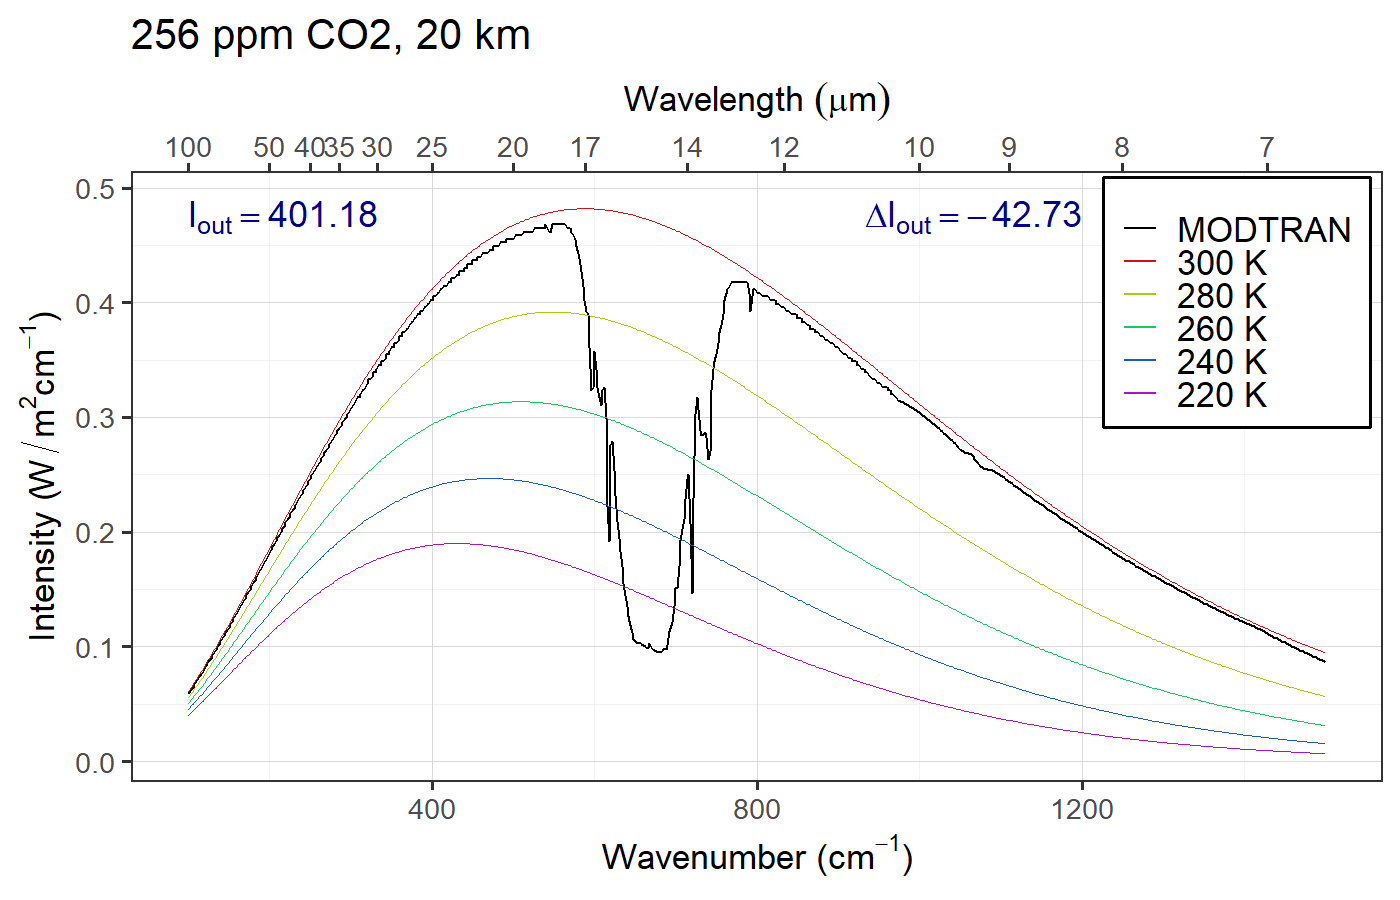 256 ppm CO2, 20 km
Wavelength (μm)
100 50 40 35 30 25 20 17 14 12 10 9 8 7
I_out = 401.18
ΔI_out = −42.73
MODTRAN
300 K
280 K
260 K
240 K
220 K
Intensity (W / m²cm⁻¹)
0.5
0.4
0.3
0.2
0.1
0.0
400 800 1200
Wavenumber (cm⁻¹)